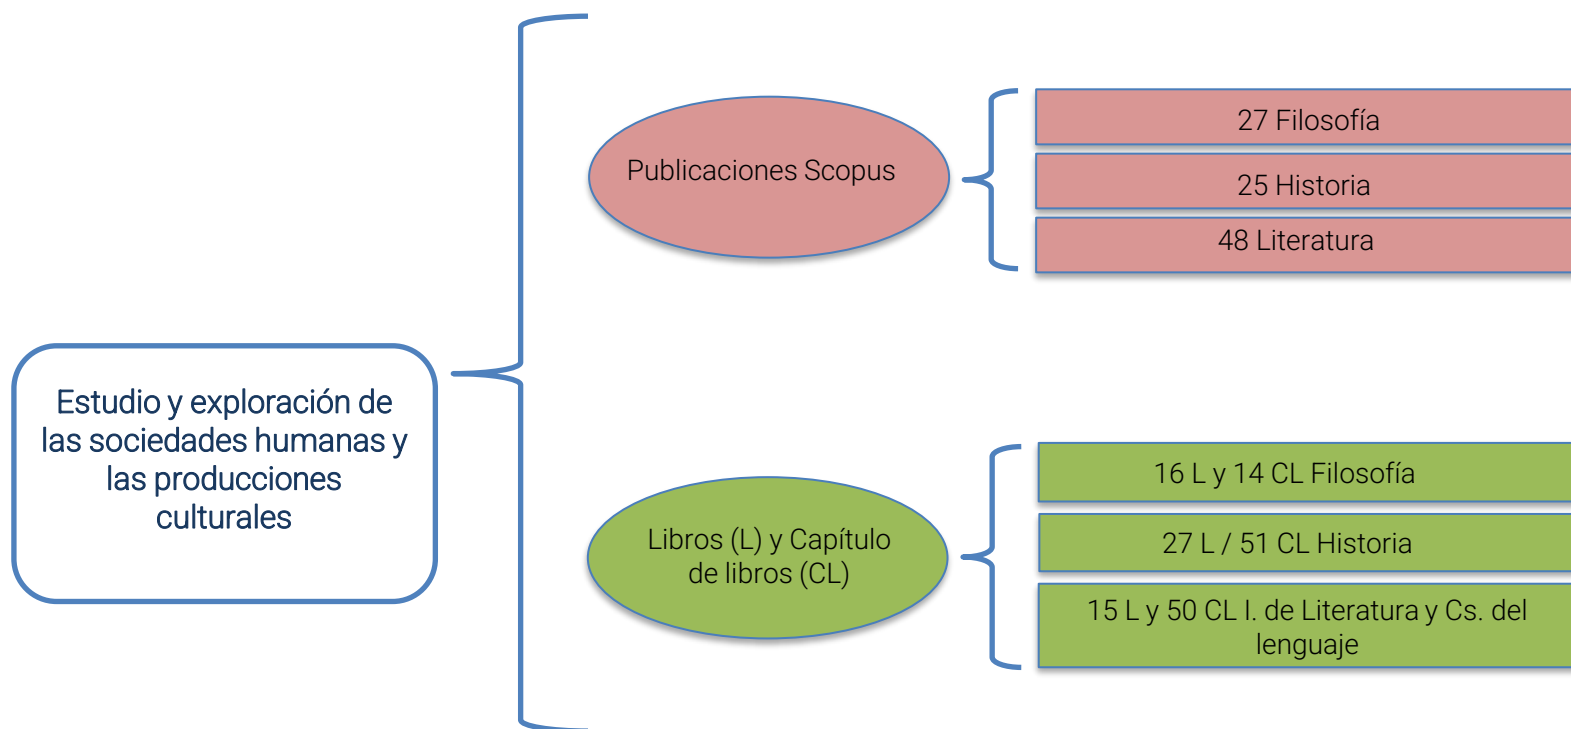 Estudio y exploración de
las sociedades humanas y
las producciones
culturales
Publicaciones Scopus
27 Filosofía
25 Historia
48 Literatura
Libros (L) y Capítulo
de libros (CL)
16 L y 14 CL Filosofía
27 L / 51 CL Historia
15 L y 50 CL I. de Literatura y Cs. del
lenguaje